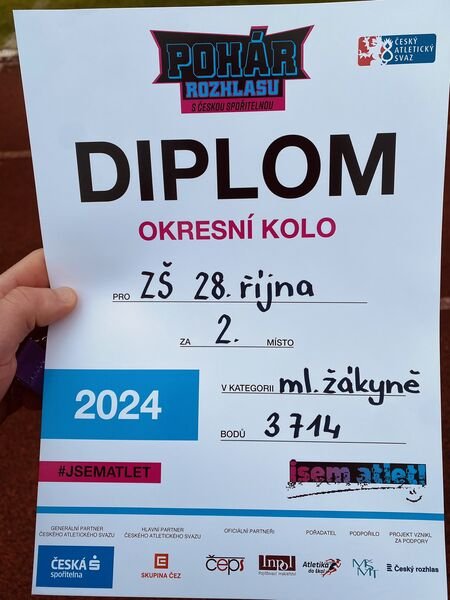 POHÁR
ROZHLASU
S ČESKOU SPOŘITELNOU
ČESKÝ
ATLETICKÝ
SVAZ
DIPLOM
OKRESNÍ KOLO
PRO ZŠ 28. října
ZA 2. MÍSTO
V KATEGORII ml. žákyně
2024
BODŮ 3714
#JSEMATLET
jsem atlet!
GENERÁLNÍ PARTNER
ČESKÉHO ATLETICKÉHO SVAZU
HLAVNÍ PARTNER
ČESKÉHO ATLETICKÉHO SVAZU
OFICIÁLNÍ PARTNEŘI
POŘADATEL
PODPOŘILO
PROJEKT VZNIKL
ZA PODPORY
ČESKÁ
spořitelna
SKUPINA ČEZ
čeps
Inpol
Atletika
do škol
MŠMT
Český rozhlas